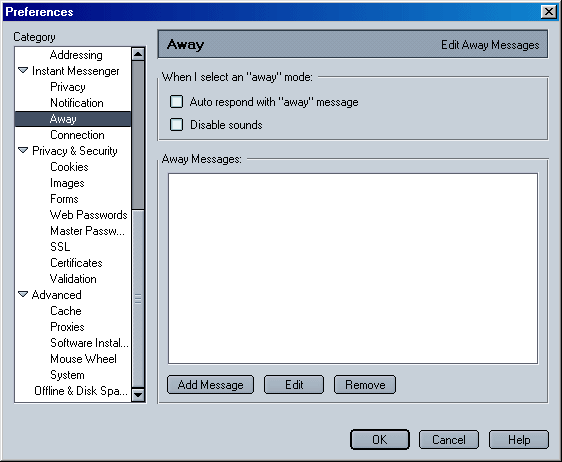 Preferences
Category
Addressing
Instant Messenger
Privacy
Notification
Away
Connection
Privacy & Security
Cookies
Images
Forms
Web Passwords
Master Passw...
SSL
Certificates
Validation
Advanced
Cache
Proxies
Software Instal...
Mouse Wheel
System
Offline & Disk Spa...
Away Edit Away Messages
When I select an "away" mode:
Auto respond with "away" message
Disable sounds
Away Messages:
Add Message Edit Remove
OK Cancel Help